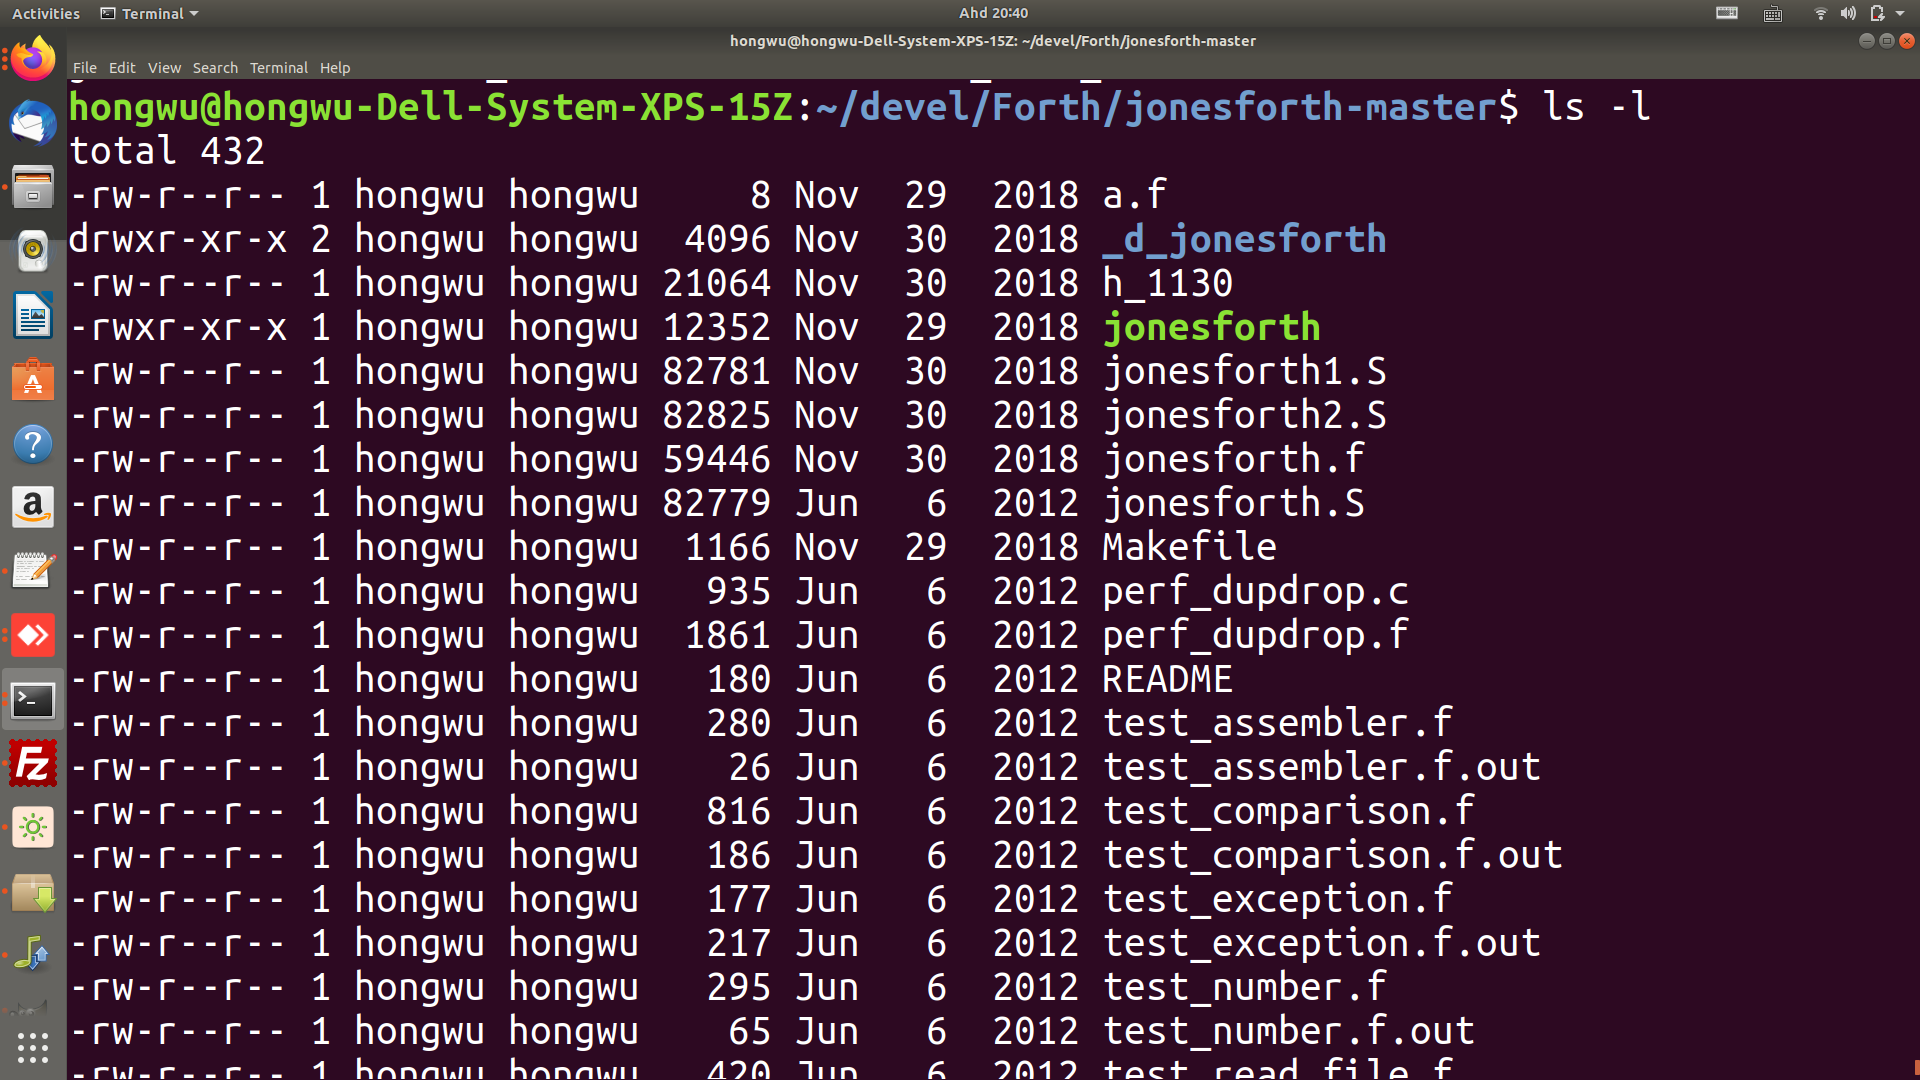 Activities Terminal Ahd 20:40
hongwu@hongwu-Dell-System-XPS-15Z: ~/devel/Forth/jonesforth-master
File Edit View Search Terminal Help
hongwu@hongwu-Dell-System-XPS-15Z:~/devel/Forth/jonesforth-master$ ls -l
total 432
-rw-r--r-- 1 hongwu hongwu     8 Nov  29  2018 a.f
drwxr-xr-x 2 hongwu hongwu  4096 Nov  30  2018 _d_jonesforth
-rw-r--r-- 1 hongwu hongwu 21064 Nov  30  2018 h_1130
-rwxr-xr-x 1 hongwu hongwu 12352 Nov  29  2018 jonesforth
-rw-r--r-- 1 hongwu hongwu 82781 Nov  30  2018 jonesforth1.S
-rw-r--r-- 1 hongwu hongwu 82825 Nov  30  2018 jonesforth2.S
-rw-r--r-- 1 hongwu hongwu 59446 Nov  30  2018 jonesforth.f
-rw-r--r-- 1 hongwu hongwu 82779 Jun   6  2012 jonesforth.S
-rw-r--r-- 1 hongwu hongwu  1166 Nov  29  2018 Makefile
-rw-r--r-- 1 hongwu hongwu   935 Jun   6  2012 perf_dupdrop.c
-rw-r--r-- 1 hongwu hongwu  1861 Jun   6  2012 perf_dupdrop.f
-rw-r--r-- 1 hongwu hongwu   180 Jun   6  2012 README
-rw-r--r-- 1 hongwu hongwu   280 Jun   6  2012 test_assembler.f
-rw-r--r-- 1 hongwu hongwu    26 Jun   6  2012 test_assembler.f.out
-rw-r--r-- 1 hongwu hongwu   816 Jun   6  2012 test_comparison.f
-rw-r--r-- 1 hongwu hongwu   186 Jun   6  2012 test_comparison.f.out
-rw-r--r-- 1 hongwu hongwu   177 Jun   6  2012 test_exception.f
-rw-r--r-- 1 hongwu hongwu   217 Jun   6  2012 test_exception.f.out
-rw-r--r-- 1 hongwu hongwu   295 Jun   6  2012 test_number.f
-rw-r--r-- 1 hongwu hongwu    65 Jun   6  2012 test_number.f.out
-rw-r--r-- 1 hongwu hongwu   420 Jun   6  2012 test_read_file.f